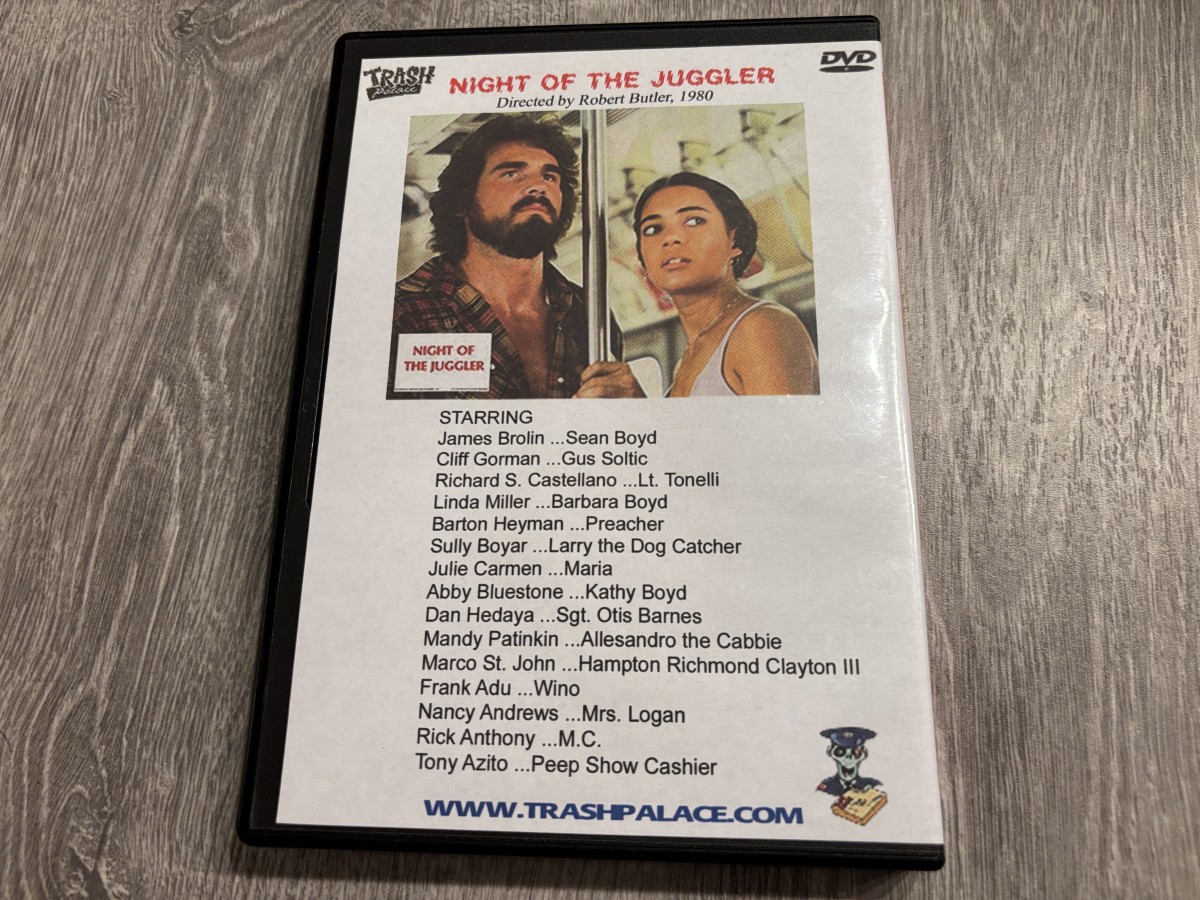 TRASH
Palace
NIGHT OF THE JUGGLER
DVD
Directed by Robert Butler, 1980
NIGHT OF
THE JUGGLER
STARRING
James Brolin ...Sean Boyd
Cliff Gorman ...Gus Soltic
Richard S. Castellano ...Lt. Tonelli
Linda Miller ...Barbara Boyd
Barton Heyman ...Preacher
Sully Boyar ...Larry the Dog Catcher
Julie Carmen ...Maria
Abby Bluestone ...Kathy Boyd
Dan Hedaya ...Sgt. Otis Barnes
Mandy Patinkin ...Allesandro the Cabbie
Marco St. John ...Hampton Richmond Clayton III
Frank Adu ...Wino
Nancy Andrews ...Mrs. Logan
Rick Anthony ...M.C.
Tony Azito ...Peep Show Cashier
WWW.TRASHPALACE.COM